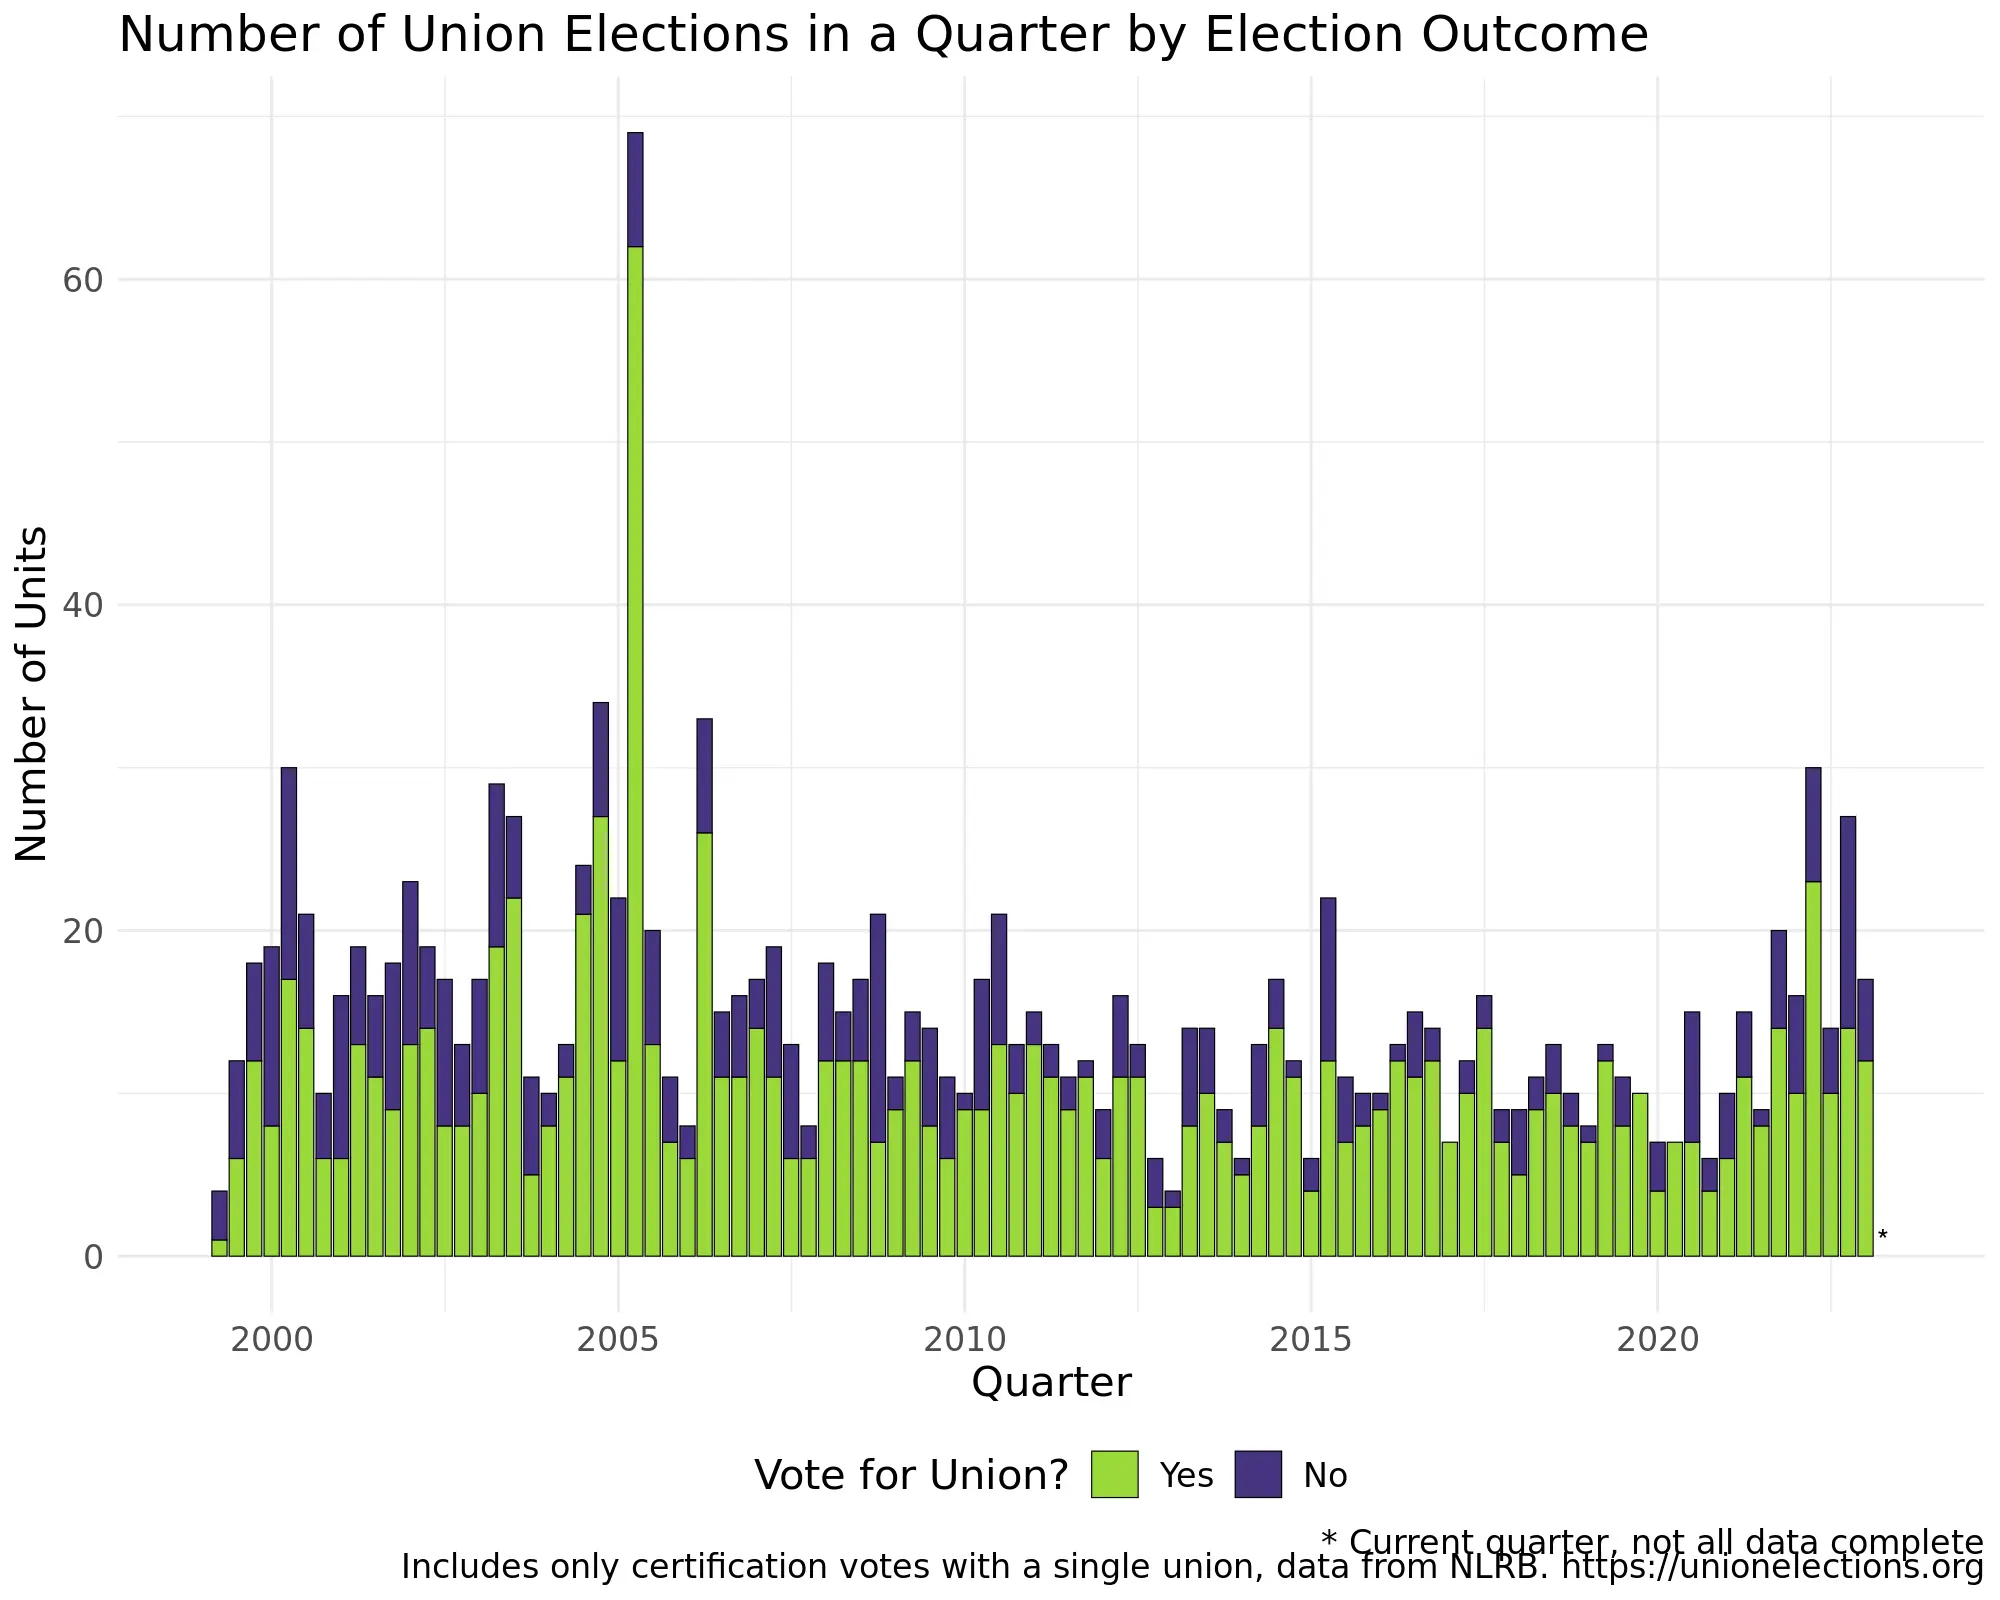 Number of Union Elections in a Quarter by Election Outcome
Number of Units
60
40
20
0
*
2000 2005 2010 2015 2020
Quarter
Vote for Union? Yes No
* Current quarter, not all data complete
Includes only certification votes with a single union, data from NLRB. https://unionelections.org